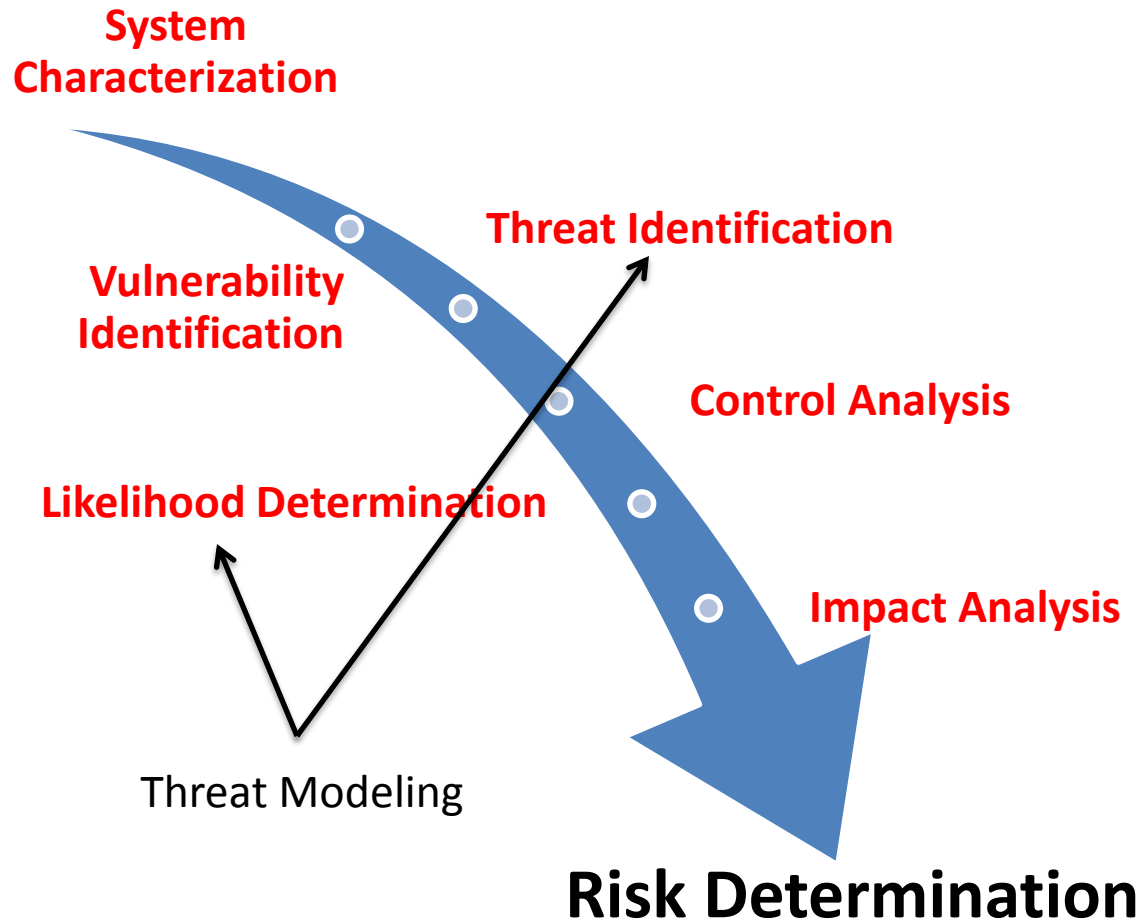 System
Characterization
Threat Identification
Vulnerability
Identification
Control Analysis
Likelihood Determination
Impact Analysis
Threat Modeling
Risk Determination